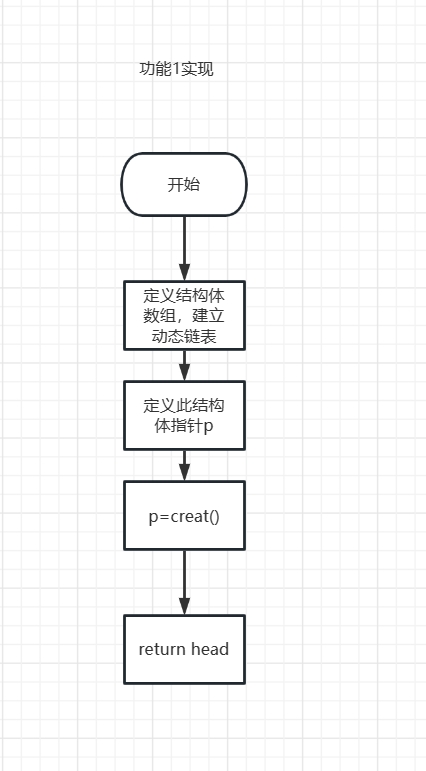 功能1实现
开始
定义结构体
数组，建立
动态链表
定义此结构
体指针p
p=creat()
return head